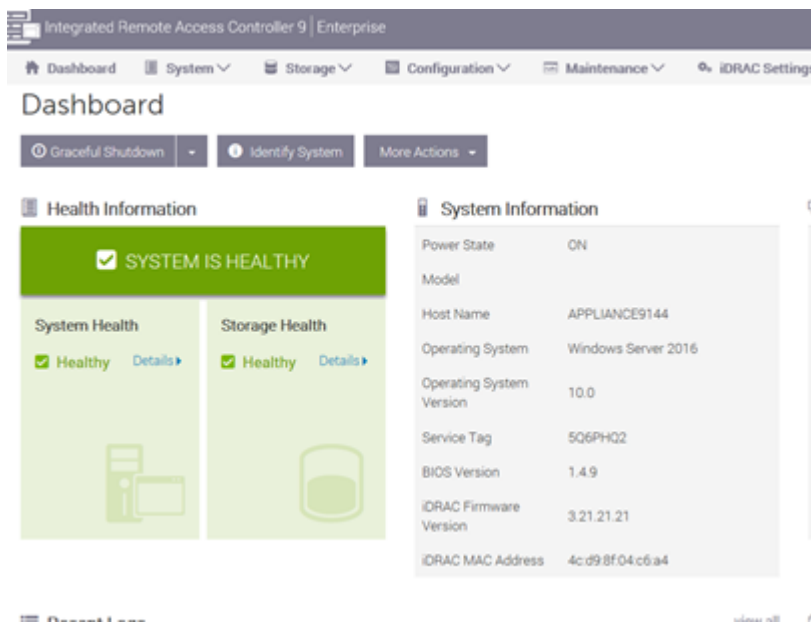 Integrated Remote Access Controller 9 | Enterprise
Dashboard System Storage Configuration Maintenance iDRAC Settings
Dashboard
Graceful Shutdown Identify System More Actions
Health Information
SYSTEM IS HEALTHY
System Health Storage Health
Healthy Details Healthy Details
System Information
Power State ON
Model
Host Name APPLIANCE9144
Operating System Windows Server 2016
Operating System
Version 10.0
Service Tag 5Q6PHQ2
BIOS Version 1.4.9
iDRAC Firmware
Version 3.21.21.21
iDRAC MAC Address 4c:d9:8f:04:c6:a4
Recent Logs view all